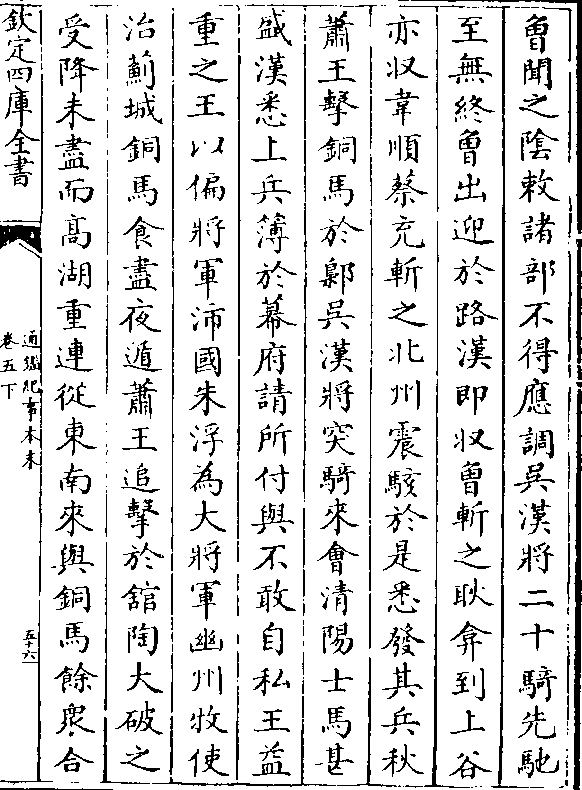 曾聞之陰敕諸部不得應調吳漢將二十騎先馳
至無終曾出迎於路漢即收曾斬之耿弇到上谷
亦收韋順蔡充斬之北州震駭於是悉發其兵秋
蕭王擊銅馬於鄡吳漢將突騎來會清陽士馬甚
盛漢悉上兵簿於幕府請所付與不敢自私王益
重之王以偏將軍沛國朱浮為大將軍幽州牧使
治薊城銅馬食盡夜遁蕭王追擊於館陶大破之
受降未盡而髙湖重連從東南來與銅馬餘衆合
欽定四庫全書
通鑑紀事本末
卷五下
五十六